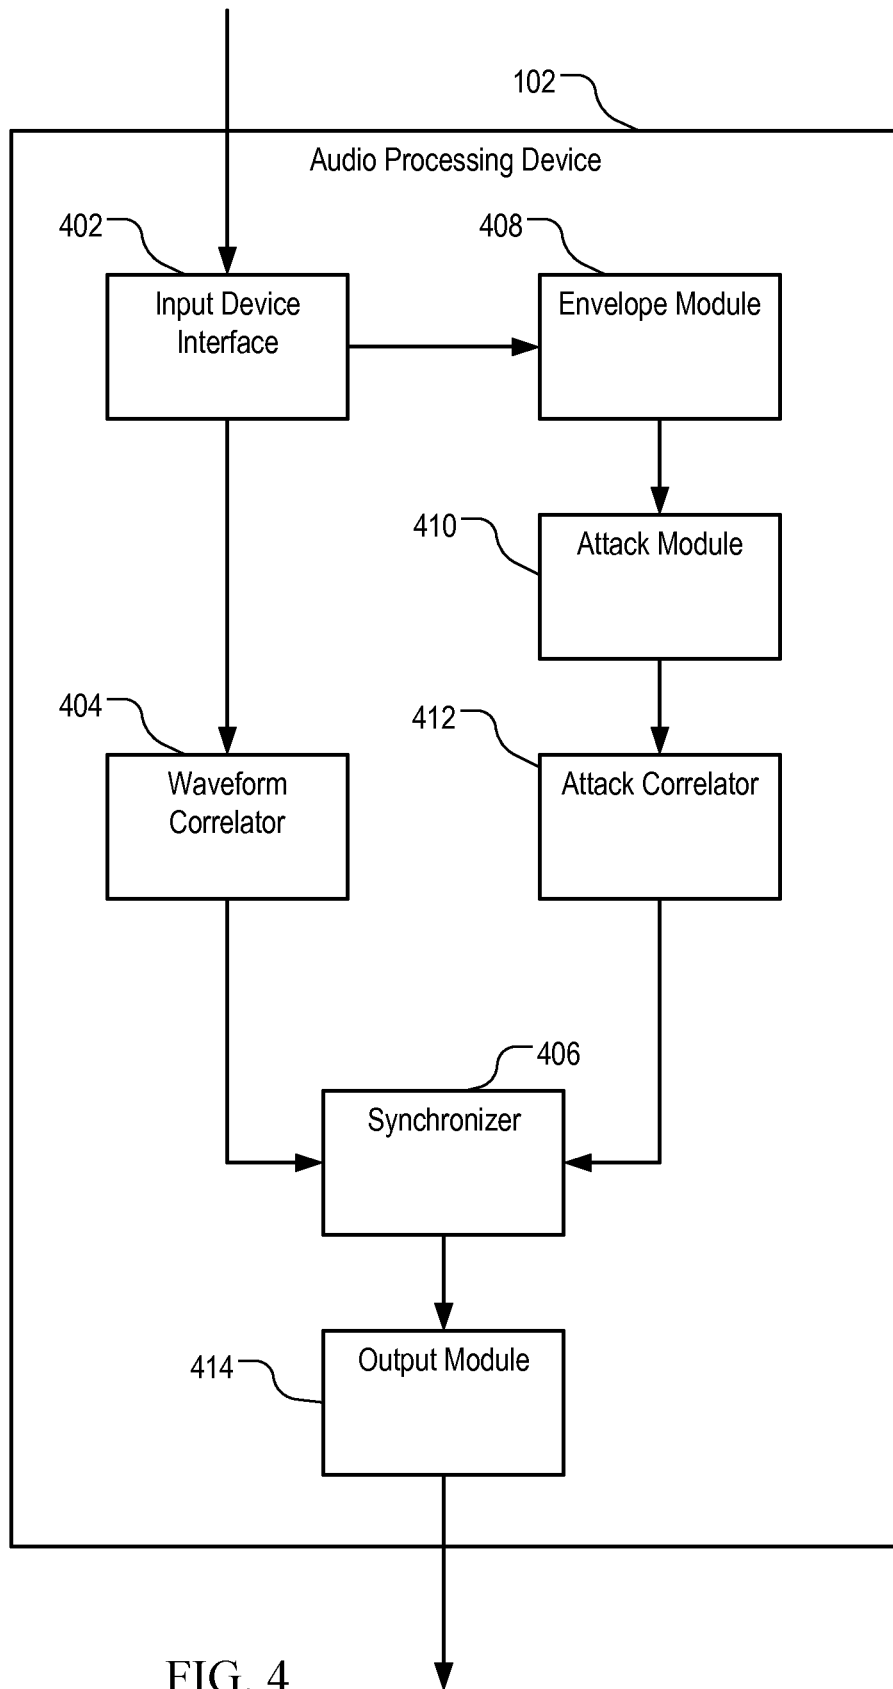 102
Audio Processing Device
402
Input Device
Interface
408
Envelope Module
410
Attack Module
404
Waveform
Correlator
412
Attack Correlator
406
Synchronizer
414
Output Module
FIG. 4